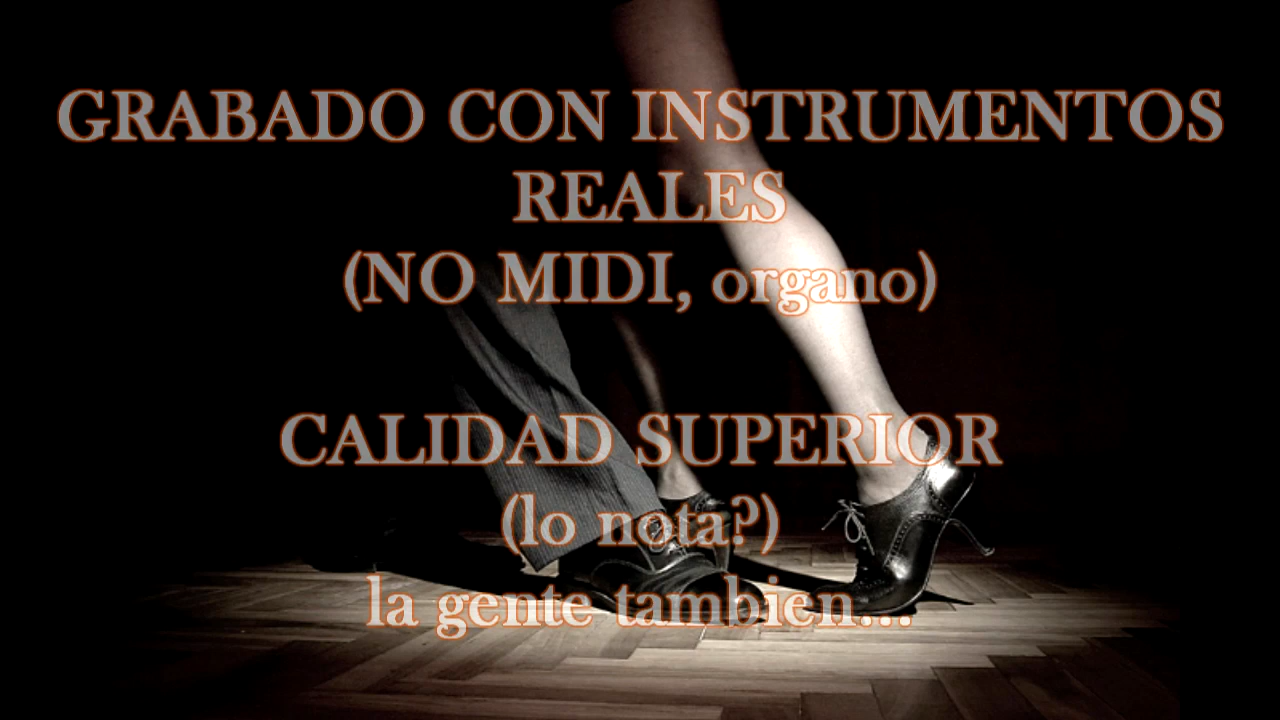 GRABADO CON INSTRUMENTOS
REALES
(NO MIDI, organo)
CALIDAD SUPERIOR
(lo nota?)
la gente tambien...